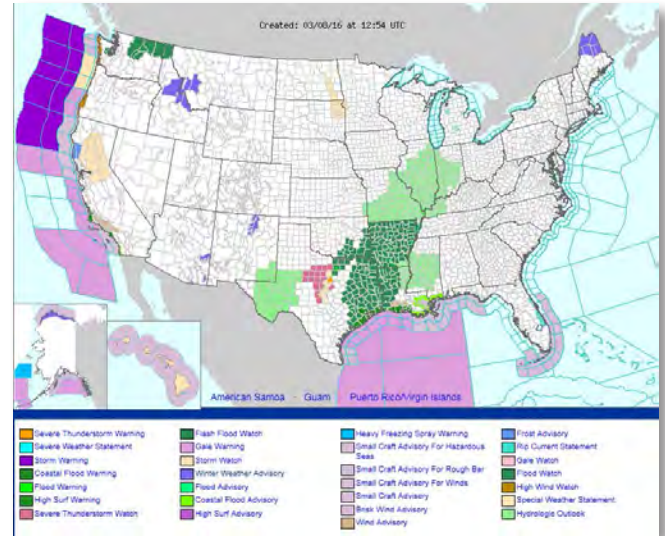 Created: 03/08/16 at 12:54 UTC
American Samoa - Guam Puerto Rico/Virgin Islands
Severe Thunderstorm Warning
Severe Weather Statement
Storm Warning
Coastal Flood Warning
Flood Warning
High Surf Warning
Severe Thunderstorm Watch
Flash Flood Watch
Gale Warning
Storm Watch
Winter Weather Advisory
Flood Advisory
Coastal Flood Advisory
High Surf Advisory
Heavy Freezing Spray Warning
Small Craft Advisory For Hazardous
Seas
Small Craft Advisory For Rough Bar
Small Craft Advisory For Winds
Small Craft Advisory
Brisk Wind Advisory
Wind Advisory
Frost Advisory
Rip Current Statement
Gale Watch
Flood Watch
High Wind Watch
Special Weather Statement
Hydrologic Outlook